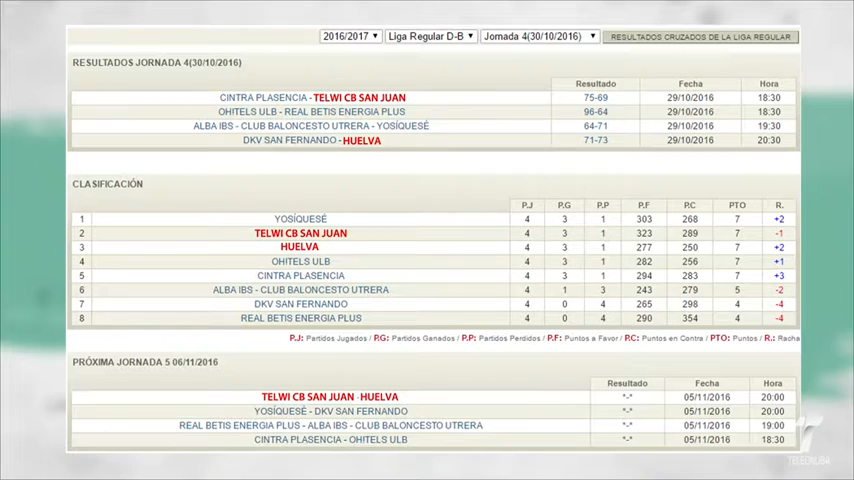 2016/2017 Liga Regular D-B Jornada 4(30/10/2016) RESULTADOS CRUZADOS DE LA LIGA REGULAR
RESULTADOS JORNADA 4(30/10/2016)
Resultado Fecha Hora
CINTRA PLASENCIA - TELWI CB SAN JUAN 75-69 29/10/2016 18:30
OHITELS ULB - REAL BETIS ENERGIA PLUS 96-64 29/10/2016 18:30
ALBA IBS - CLUB BALONCESTO UTRERA - YOSÍQUESÉ 64-71 29/10/2016 19:30
DKV SAN FERNANDO - HUELVA 71-73 29/10/2016 20:30
CLASIFICACIÓN
P.J P.G P.P P.F P.C PTO R.
1 YOSÍQUESÉ 4 3 1 303 268 7 +2
2 TELWI CB SAN JUAN 4 3 1 323 289 7 -1
3 HUELVA 4 3 1 277 250 7 +2
4 OHITELS ULB 4 3 1 282 256 7 +1
5 CINTRA PLASENCIA 4 3 1 294 283 7 +3
6 ALBA IBS - CLUB BALONCESTO UTRERA 4 1 3 243 279 5 -2
7 DKV SAN FERNANDO 4 0 4 265 298 4 -4
8 REAL BETIS ENERGIA PLUS 4 0 4 290 354 4 -4
P.J: Partidos Jugados / P.G: Partidos Ganados / P.P: Partidos Perdidos / P.F: Puntos a Favor / P.C: Puntos en Contra / PTO: Puntos / R.: Racha
PRÓXIMA JORNADA 5 06/11/2016
Resultado Fecha Hora
TELWI CB SAN JUAN - HUELVA *-* 05/11/2016 20:00
YOSÍQUESÉ - DKV SAN FERNANDO *-* 05/11/2016 20:00
REAL BETIS ENERGIA PLUS - ALBA IBS - CLUB BALONCESTO UTRERA *-* 05/11/2016 19:00
CINTRA PLASENCIA - OHITELS ULB *-* 05/11/2016 18:30
TELEONUBA